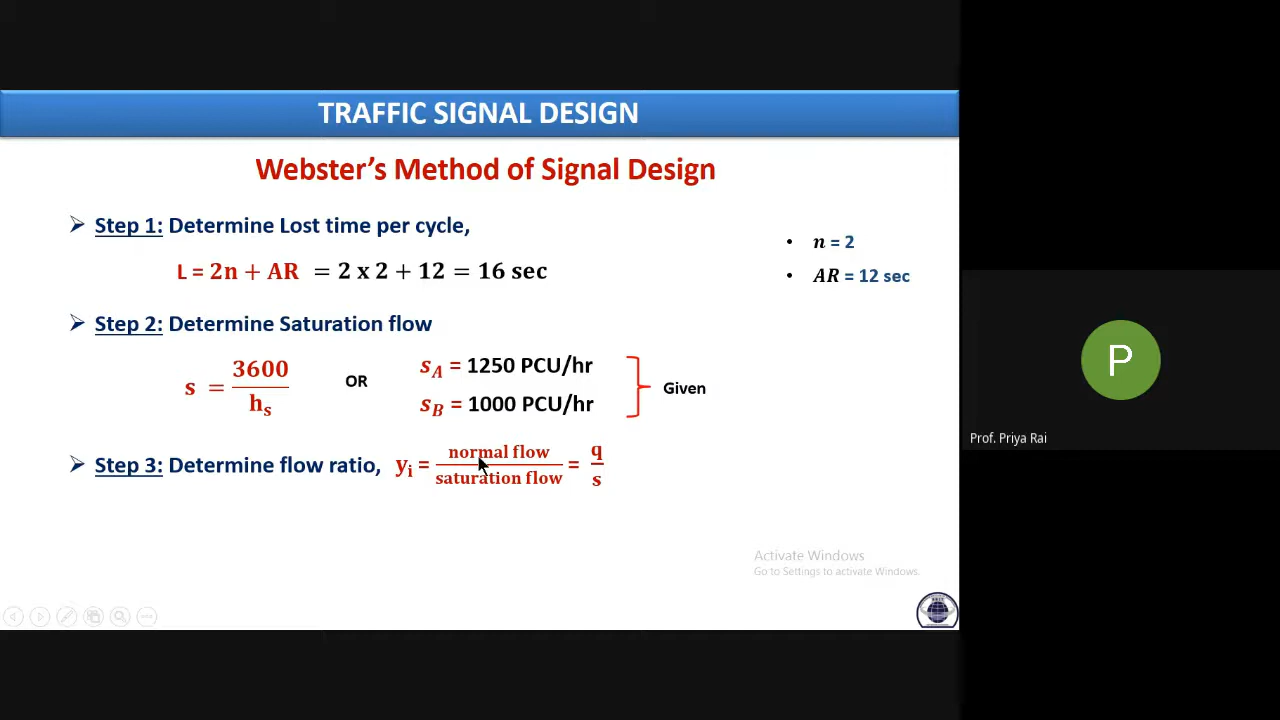 TRAFFIC SIGNAL DESIGN
Webster's Method of Signal Design
➢ Step 1: Determine Lost time per cycle,
L = 2n + AR = 2 x 2 + 12 = 16 sec
• n = 2
• AR = 12 sec
➢ Step 2: Determine Saturation flow
s = 3600 / hₛ
OR
s_A = 1250 PCU/hr
s_B = 1000 PCU/hr
Given
➢ Step 3: Determine flow ratio, yᵢ = normal flow / saturation flow = q / s
Activate Windows
Go to Settings to activate Windows.
P
Prof. Priya Rai